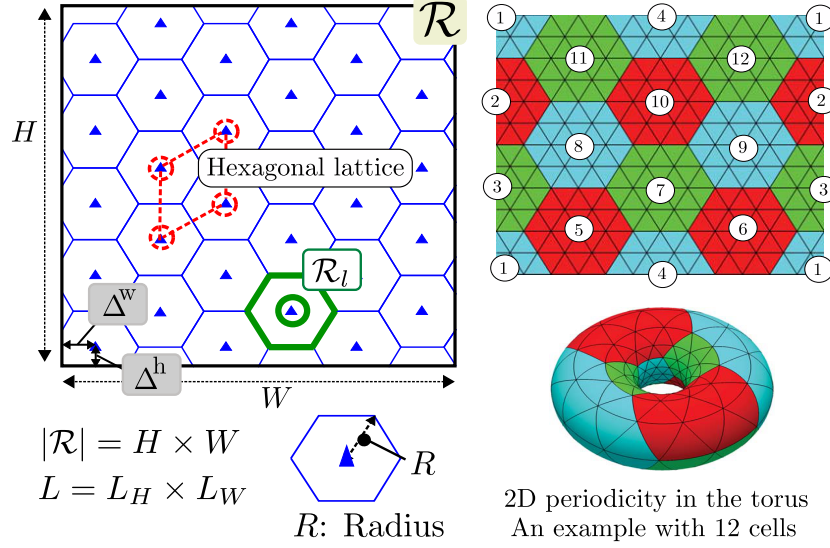 R
H
Hexagonal lattice
R_l
Δ^w
Δ^h
W
|R| = H × W
L = L_H × L_W
R
R: Radius
1
4
1
11
12
2
10
2
8
9
3
7
3
5
6
1
4
1
2D periodicity in the torus
An example with 12 cells